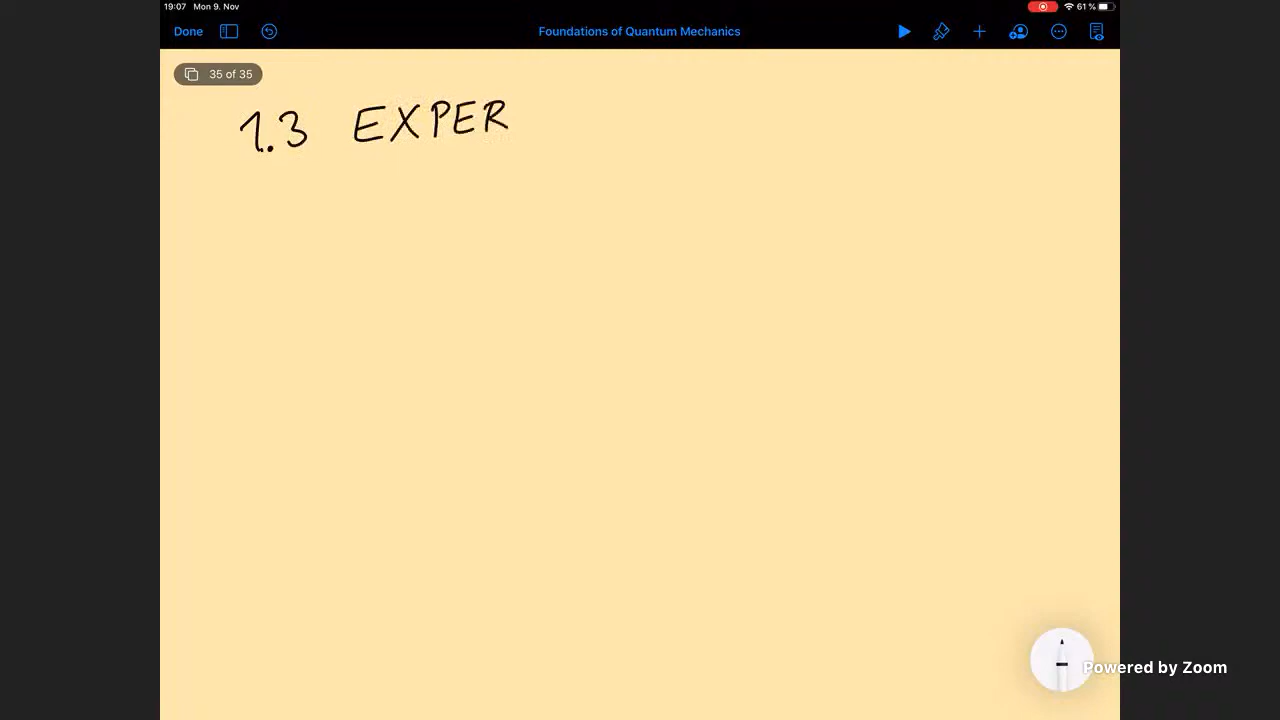 19:07 Mon 9. Nov 61 %
Done Foundations of Quantum Mechanics
35 of 35
1.3 EXPER
Powered by Zoom